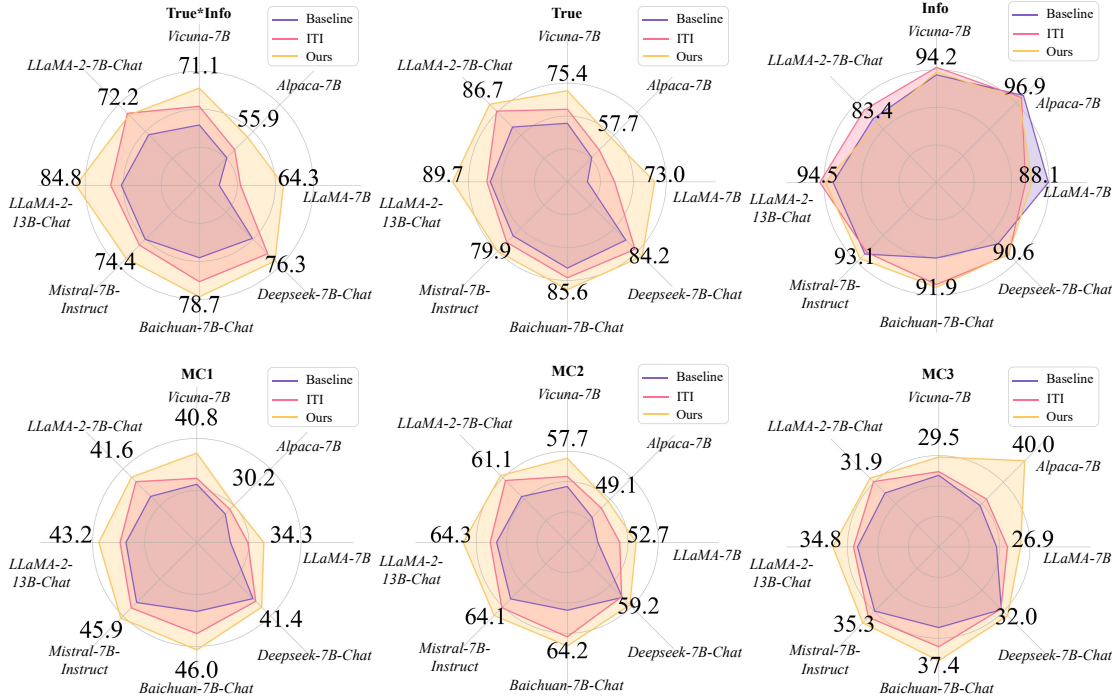 True*Info
Baseline
ITI
Ours
Vicuna-7B
71.1
LLaMA-2-7B-Chat
72.2
Alpaca-7B
55.9
84.8
LLaMA-2-
13B-Chat
64.3
LLaMA-7B
74.4
Mistral-7B-
Instruct
76.3
Deepseek-7B-Chat
78.7
Baichuan-7B-Chat
True
Baseline
ITI
Ours
Vicuna-7B
75.4
LLaMA-2-7B-Chat
86.7
Alpaca-7B
57.7
89.7
LLaMA-2-
13B-Chat
73.0
LLaMA-7B
79.9
Mistral-7B-
Instruct
84.2
Deepseek-7B-Chat
85.6
Baichuan-7B-Chat
Info
Baseline
ITI
Ours
Vicuna-7B
94.2
LLaMA-2-7B-Chat
83.4
96.9
Alpaca-7B
94.5
LLaMA-2-
13B-Chat
88.1
LLaMA-7B
93.1
Mistral-7B-
Instruct
90.6
Deepseek-7B-Chat
91.9
Baichuan-7B-Chat
MC1
Baseline
ITI
Ours
Vicuna-7B
40.8
LLaMA-2-7B-Chat
41.6
Alpaca-7B
30.2
43.2
LLaMA-2-
13B-Chat
34.3
LLaMA-7B
45.9
Mistral-7B-
Instruct
41.4
Deepseek-7B-Chat
46.0
Baichuan-7B-Chat
MC2
Baseline
ITI
Ours
Vicuna-7B
57.7
LLaMA-2-7B-Chat
61.1
Alpaca-7B
49.1
64.3
LLaMA-2-
13B-Chat
52.7
LLaMA-7B
64.1
Mistral-7B-
Instruct
59.2
Deepseek-7B-Chat
64.2
Baichuan-7B-Chat
MC3
Baseline
ITI
Ours
Vicuna-7B
29.5
LLaMA-2-7B-Chat
31.9
40.0
Alpaca-7B
34.8
LLaMA-2-
13B-Chat
26.9
LLaMA-7B
35.3
Mistral-7B-
Instruct
32.0
Deepseek-7B-Chat
37.4
Baichuan-7B-Chat